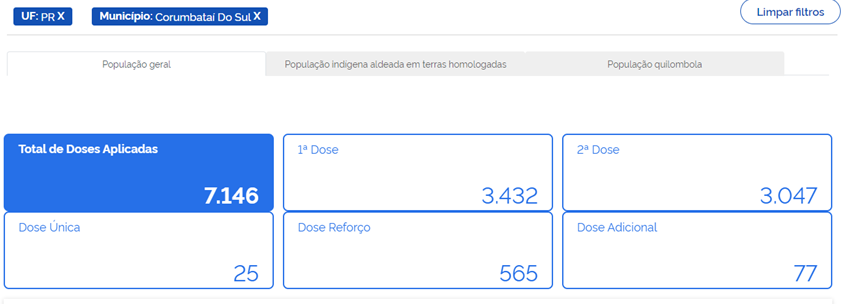 UF: PR X Município: Corumbataí Do Sul X Limpar filtros
População geral População indígena aldeada em terras homologadas População quilombola
Total de Doses Aplicadas 1ª Dose 2ª Dose
7.146 3.432 3.047
Dose Única Dose Reforço Dose Adicional
25 565 77